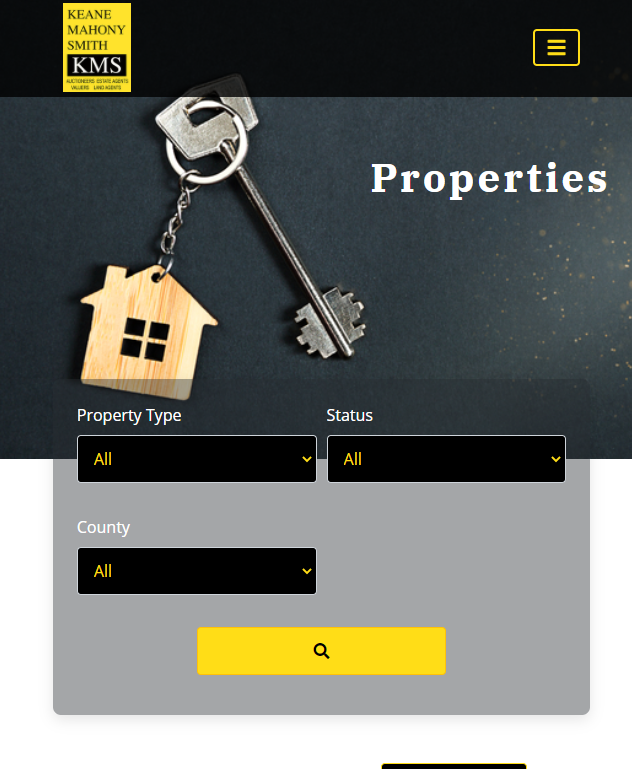 KEANE
MAHONY
SMITH
KMS
AUCTIONEERS ESTATE AGENTS
VALUERS LAND AGENTS
Properties
Property Type
Status
All
All
County
All